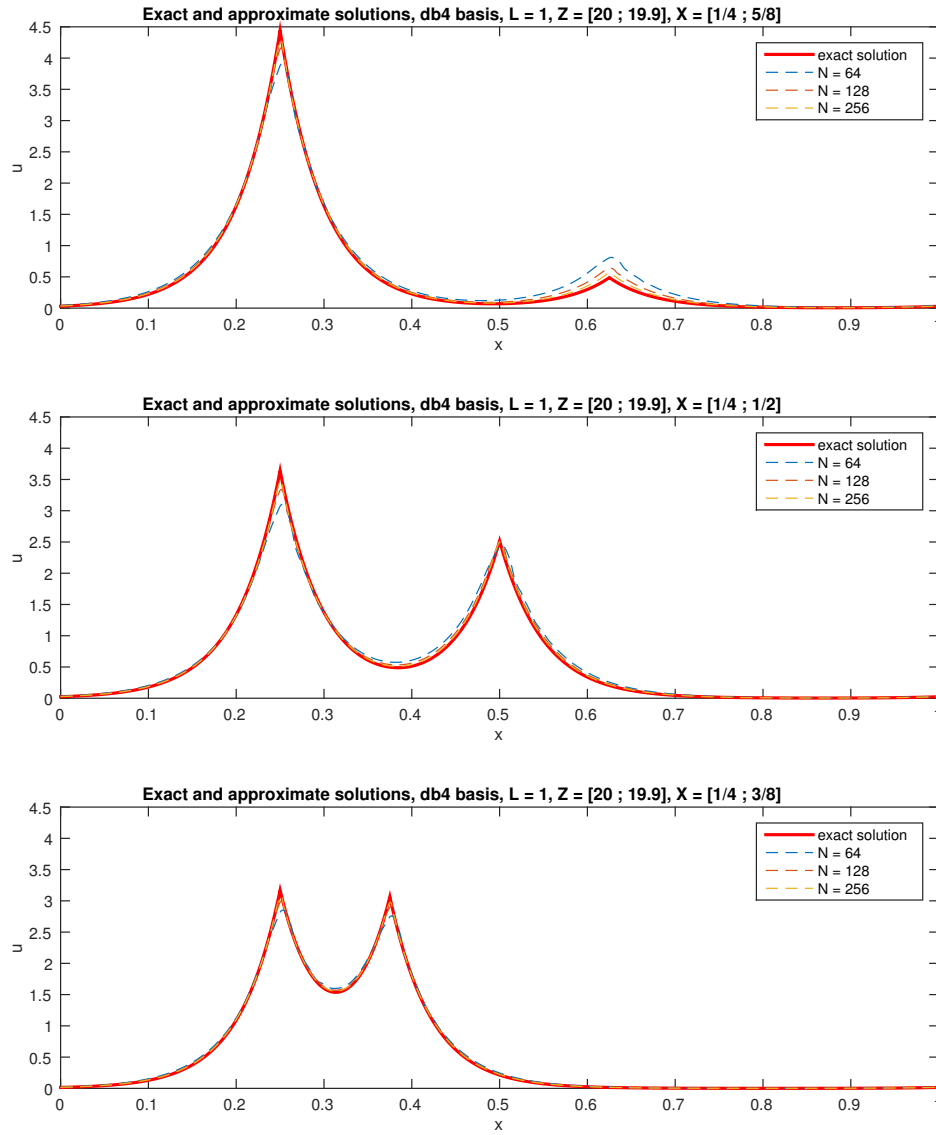 Exact and approximate solutions, db4 basis, L = 1, Z = [20 ; 19.9], X = [1/4 ; 5/8]
4.5
4
3.5
3
2.5
2
1.5
1
0.5
0
u
exact solution
N = 64
N = 128
N = 256
0 0.1 0.2 0.3 0.4 0.5 0.6 0.7 0.8 0.9 1
x
Exact and approximate solutions, db4 basis, L = 1, Z = [20 ; 19.9], X = [1/4 ; 1/2]
4.5
4
3.5
3
2.5
2
1.5
1
0.5
0
u
exact solution
N = 64
N = 128
N = 256
0 0.1 0.2 0.3 0.4 0.5 0.6 0.7 0.8 0.9 1
x
Exact and approximate solutions, db4 basis, L = 1, Z = [20 ; 19.9], X = [1/4 ; 3/8]
4.5
4
3.5
3
2.5
2
1.5
1
0.5
0
u
exact solution
N = 64
N = 128
N = 256
0 0.1 0.2 0.3 0.4 0.5 0.6 0.7 0.8 0.9 1
x